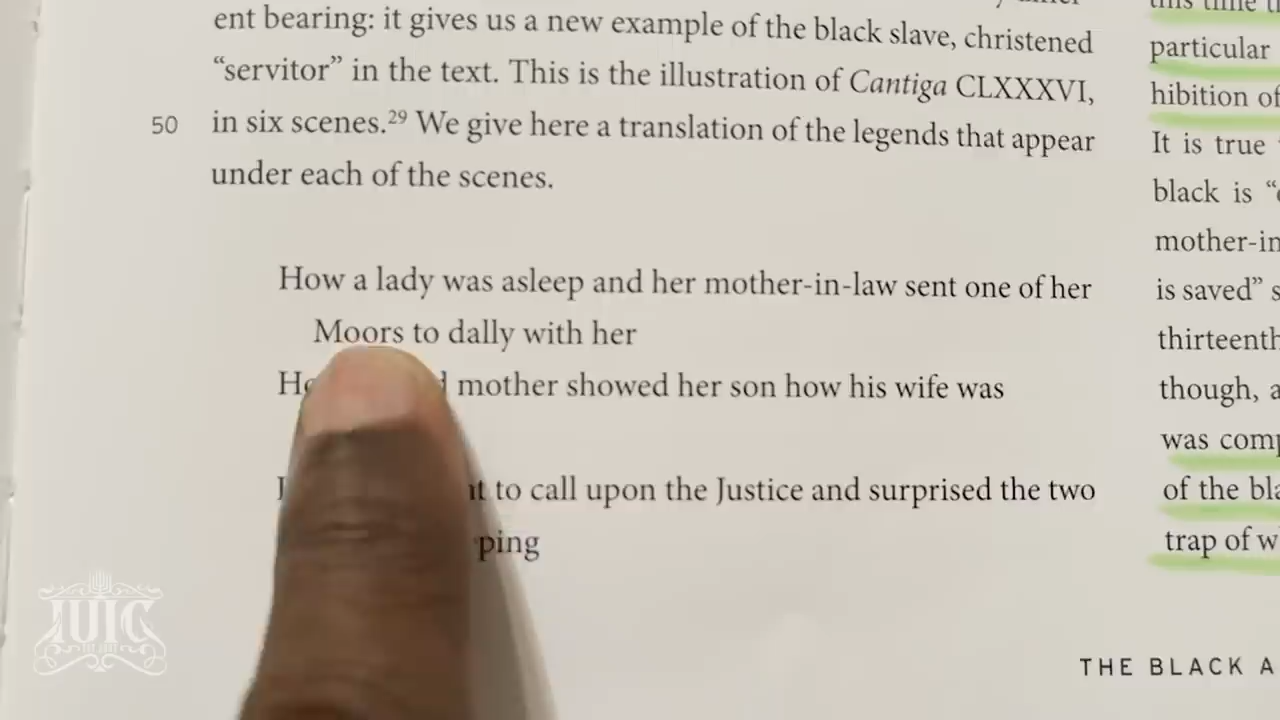 ent bearing: it gives us a new example of the black slave, christened
“servitor” in the text. This is the illustration of Cantiga CLXXXVI,
50 in six scenes.29 We give here a translation of the legends that appear
under each of the scenes.
How a lady was asleep and her mother-in-law sent one of her
Moors to dally with her
mother showed her son how his wife was
to call upon the Justice and surprised the two
this time
particular
hibition of
It is true
black is
mother-in
is saved” s
thirteenth
though, a
was comp
of the bla
trap of w
THE BLACK A
IUIC